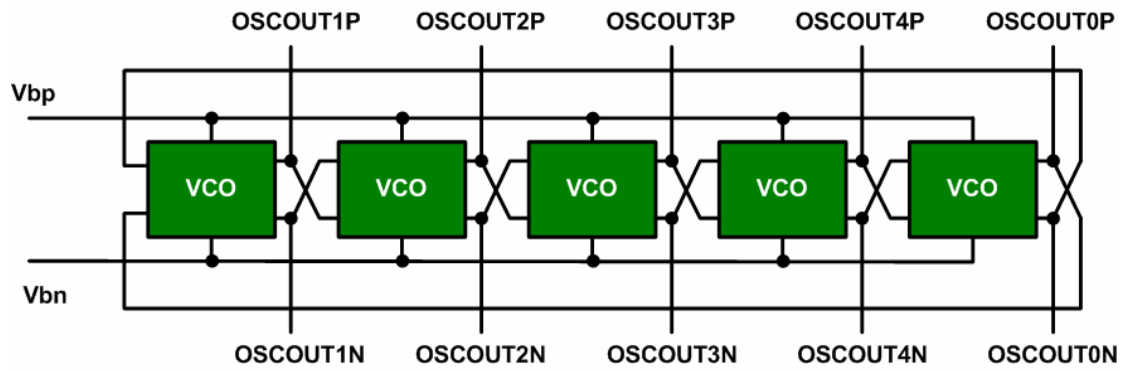 OSCOUT1P OSCOUT2P OSCOUT3P OSCOUT4P OSCOUT0P
Vbp
VCO VCO VCO VCO VCO
Vbn
OSCOUT1N OSCOUT2N OSCOUT3N OSCOUT4N OSCOUT0N